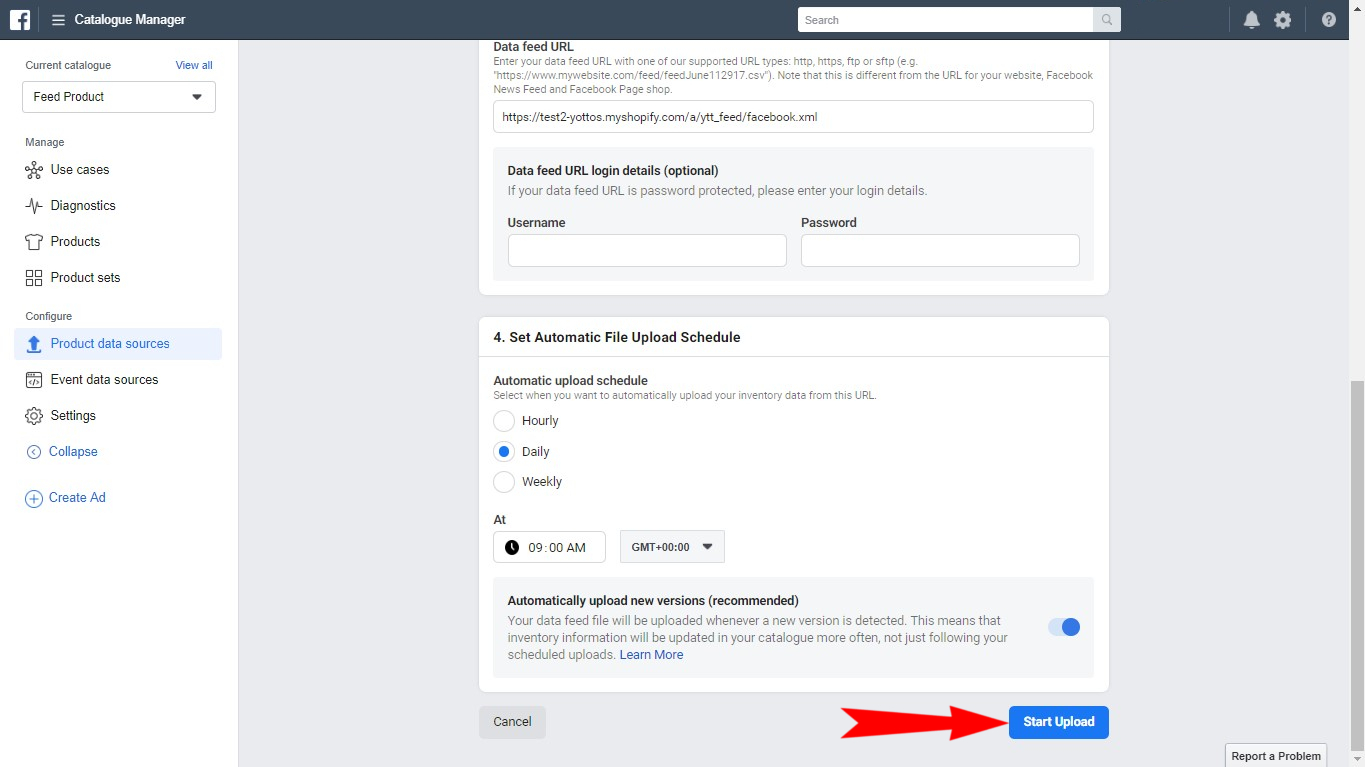 Catalogue Manager
Search
Current catalogue
View all
Feed Product
Manage
Use cases
Diagnostics
Products
Product sets
Configure
Product data sources
Event data sources
Settings
Collapse
Create Ad
Data feed URL
Enter your data feed URL with one of our supported URL types: http, https, ftp or sftp (e.g.
"https://www.mywebsite.com/feed/feedJune112917.csv"). Note that this is different from the URL for your website, Facebook
News Feed and Facebook Page shop.
https://test2-yottos.myshopify.com/a/ytt_feed/facebook.xml
Data feed URL login details (optional)
If your data feed URL is password protected, please enter your login details.
Username
Password
4. Set Automatic File Upload Schedule
Automatic upload schedule
Select when you want to automatically upload your inventory data from this URL.
Hourly
Daily
Weekly
At
09:00 AM
GMT+00:00
Automatically upload new versions (recommended)
Your data feed file will be uploaded whenever a new version is detected. This means that
inventory information will be updated in your catalogue more often, not just following your
scheduled uploads. Learn More
Cancel
Start Upload
Report a Problem